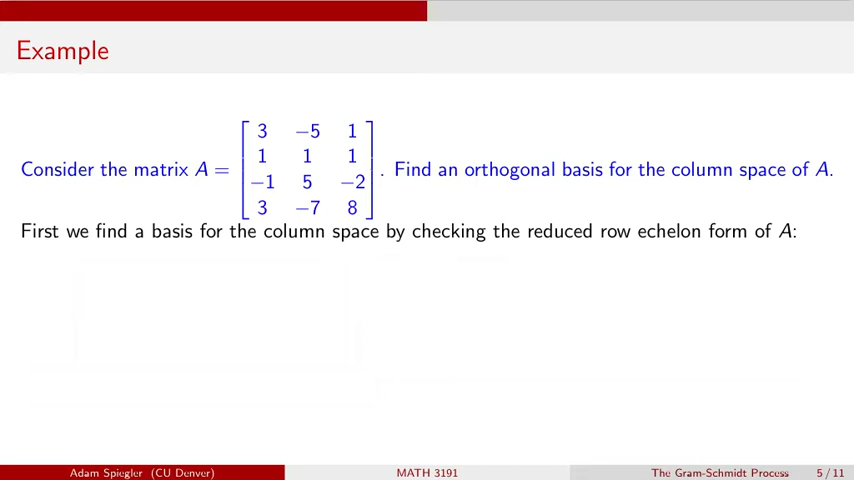 Example
Consider the matrix A = [ 3 −5 1
1 1 1
−1 5 −2
3 −7 8 ] . Find an orthogonal basis for the column space of A.
First we find a basis for the column space by checking the reduced row echelon form of A:
Adam Spiegler (CU Denver) MATH 3191 The Gram-Schmidt Process 5 / 11